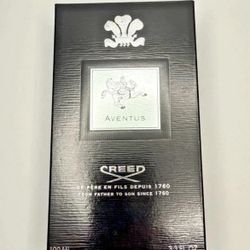 AVENTUS
CREED
DE PÈRE EN FILS DEPUIS 1760
FROM FATHER TO SON SINCE 1760
100 ML
3.3 FL OZ